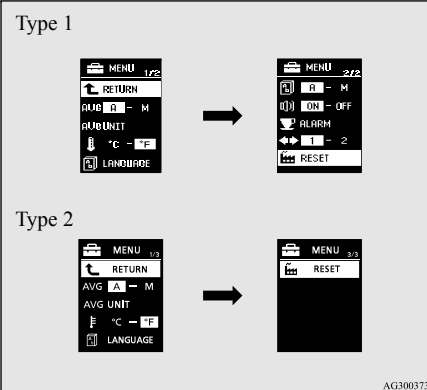 Type 1
MENU 1/2
RETURN
AVG A - M
AVG UNIT
°C - °F
LANGUAGE
MENU 2/2
A - M
ON - OFF
ALARM
1 - 2
RESET
Type 2
MENU 1/3
RETURN
AVG A - M
AVG UNIT
°C - °F
LANGUAGE
MENU 3/3
RESET
AG300373